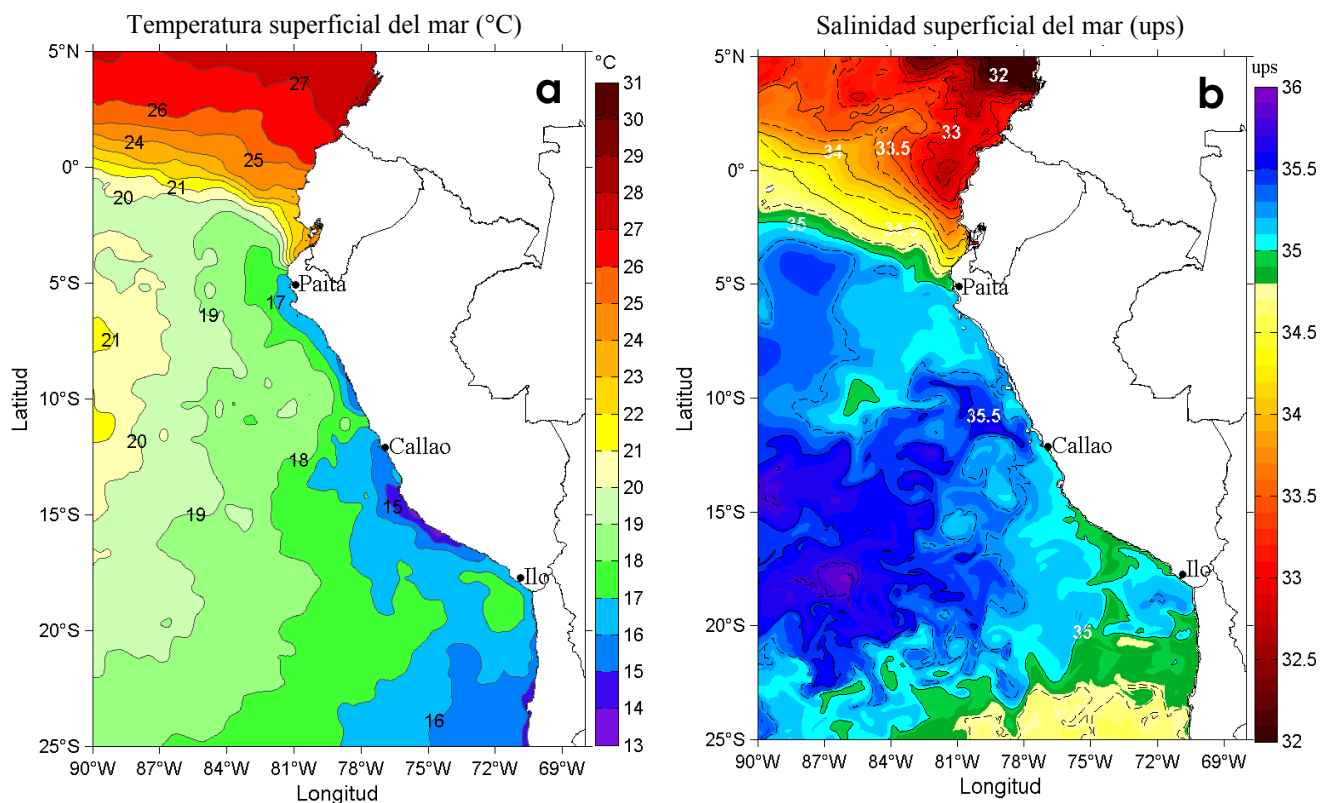 Temperatura superficial del mar (°C)
5°N
0°
5°S
10°S
15°S
20°S
25°S
Latitud
90°W
87°W
84°W
81°W
78°W
75°W
72°W
69°W
Longitud
a
27
26
24
25
21
20
17
19
21
20
18
19
15
16
Paita
Callao
Ilo
°C
31
30
29
28
27
26
25
24
23
22
21
20
19
18
17
16
15
14
13
Salinidad superficial del mar (ups)
5°N
0°
5°S
10°S
15°S
20°S
25°S
Latitud
90°W
87°W
84°W
81°W
78°W
75°W
72°W
69°W
Longitud
b
32
33
33.5
34
34.5
35
35.5
35
Paita
Callao
Ilo
ups
36
35.5
35
34.5
34
33.5
33
32.5
32